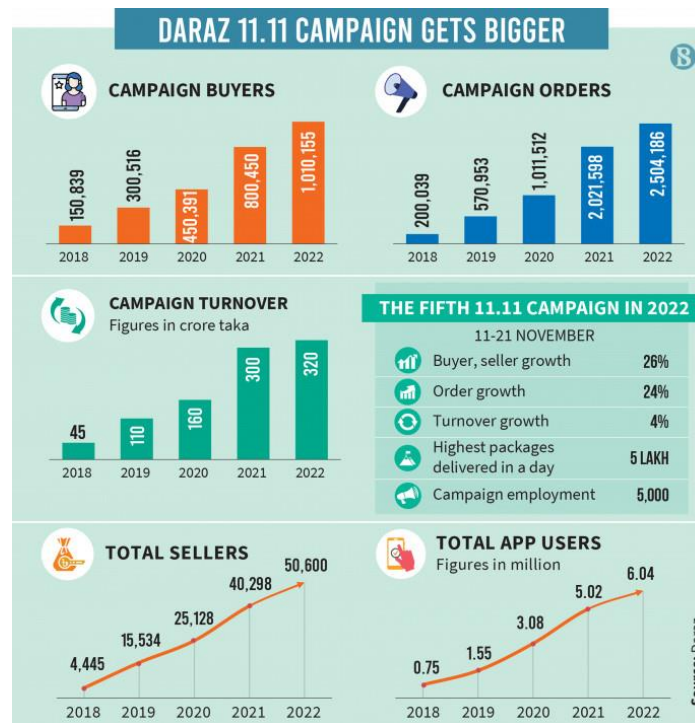 DARAZ 11.11 CAMPAIGN GETS BIGGER
CAMPAIGN BUYERS
150,839
300,516
450,391
800,450
1,010,155
2018 2019 2020 2021 2022
CAMPAIGN ORDERS
200,039
570,953
1,011,512
2,021,598
2,504,186
2018 2019 2020 2021 2022
CAMPAIGN TURNOVER
Figures in crore taka
45
110
160
300
320
2018 2019 2020 2021 2022
THE FIFTH 11.11 CAMPAIGN IN 2022
11-21 NOVEMBER
Buyer, seller growth 26%
Order growth 24%
Turnover growth 4%
Highest packages
delivered in a day 5 LAKH
Campaign employment 5,000
TOTAL SELLERS
4,445
15,534
25,128
40,298
50,600
2018 2019 2020 2021 2022
TOTAL APP USERS
Figures in million
0.75
1.55
3.08
5.02
6.04
2018 2019 2020 2021 2022